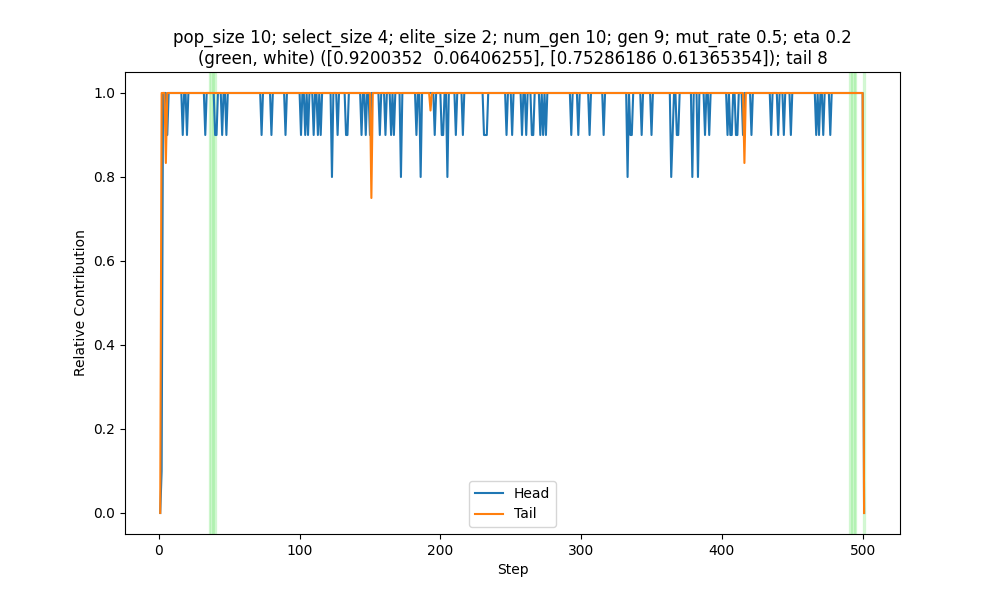 pop_size 10; select_size 4; elite_size 2; num_gen 10; gen 9; mut_rate 0.5; eta 0.2
(green, white) ([0.9200352  0.06406255], [0.75286186 0.61365354]); tail 8
Relative Contribution
1.0
0.8
0.6
0.4
0.2
0.0
Head
Tail
0
100
200
300
400
500
Step